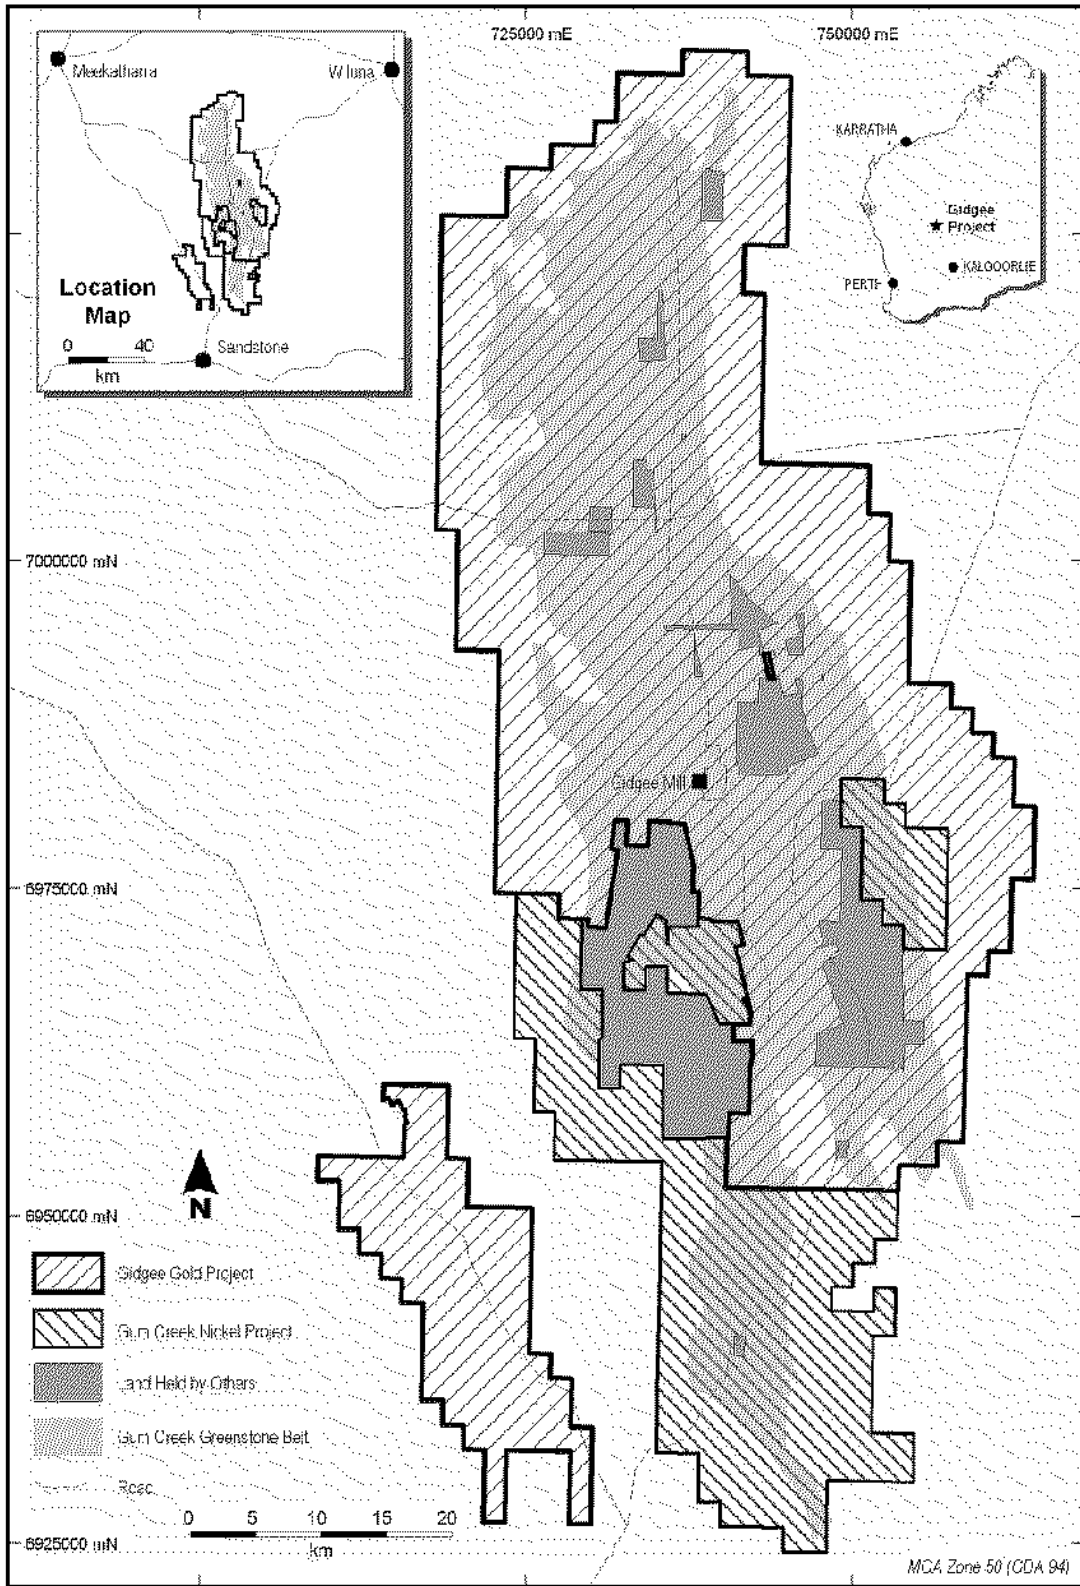 725000 mE
750000 mE
Meekatharra
Wiluna
Location
Map
0 40
km
Sandstone
KARRATHA
Gidgee
Project
KALGOORLIE
PERTH
7000000 mN
Gidgee Mill
6975000 mN
N
6950000 mN
Gidgee Gold Project
Gum Creek Nickel Project
Land Held by Others
Gum Creek Greenstone Belt
Road
0 5 10 15 20
km
6925000 mN
MGA Zone 50 (GDA 94)